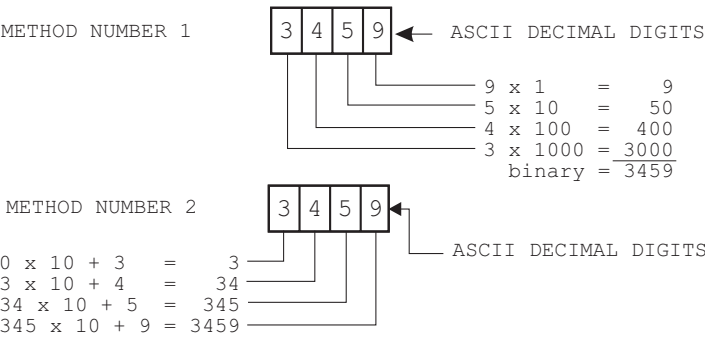 METHOD NUMBER 1
3 4 5 9
ASCII DECIMAL DIGITS
9 x 1 = 9
5 x 10 = 50
4 x 100 = 400
3 x 1000 = 3000
binary = 3459
METHOD NUMBER 2
3 4 5 9
ASCII DECIMAL DIGITS
0 x 10 + 3 = 3
3 x 10 + 4 = 34
34 x 10 + 5 = 345
345 x 10 + 9 = 3459